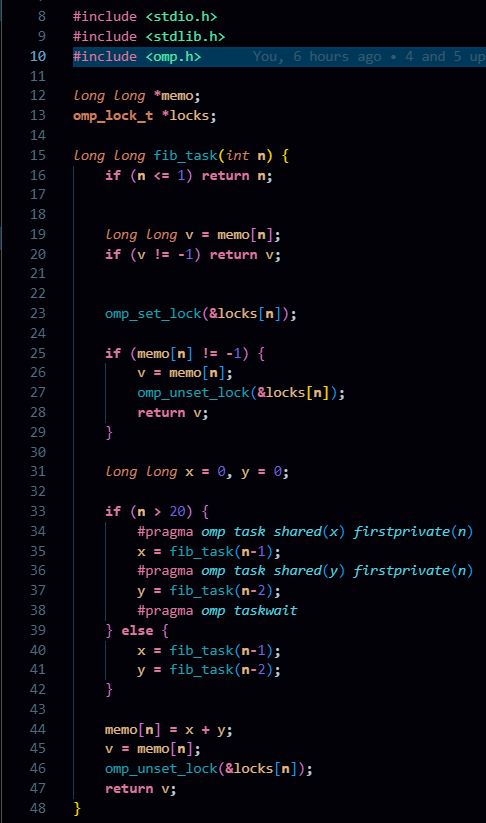 8 #include <stdio.h>
9 #include <stdlib.h>
10 #include <omp.h> You, 6 hours ago • 4 and 5 up
11
12 long long *memo;
13 omp_lock_t *locks;
14
15 long long fib_task(int n) {
16     if (n <= 1) return n;
17
18
19     long long v = memo[n];
20     if (v != -1) return v;
21
22
23     omp_set_lock(&locks[n]);
24
25     if (memo[n] != -1) {
26         v = memo[n];
27         omp_unset_lock(&locks[n]);
28         return v;
29     }
30
31     long long x = 0, y = 0;
32
33     if (n > 20) {
34         #pragma omp task shared(x) firstprivate(n)
35         x = fib_task(n-1);
36         #pragma omp task shared(y) firstprivate(n)
37         y = fib_task(n-2);
38         #pragma omp taskwait
39     } else {
40         x = fib_task(n-1);
41         y = fib_task(n-2);
42     }
43
44     memo[n] = x + y;
45     v = memo[n];
46     omp_unset_lock(&locks[n]);
47     return v;
48 }